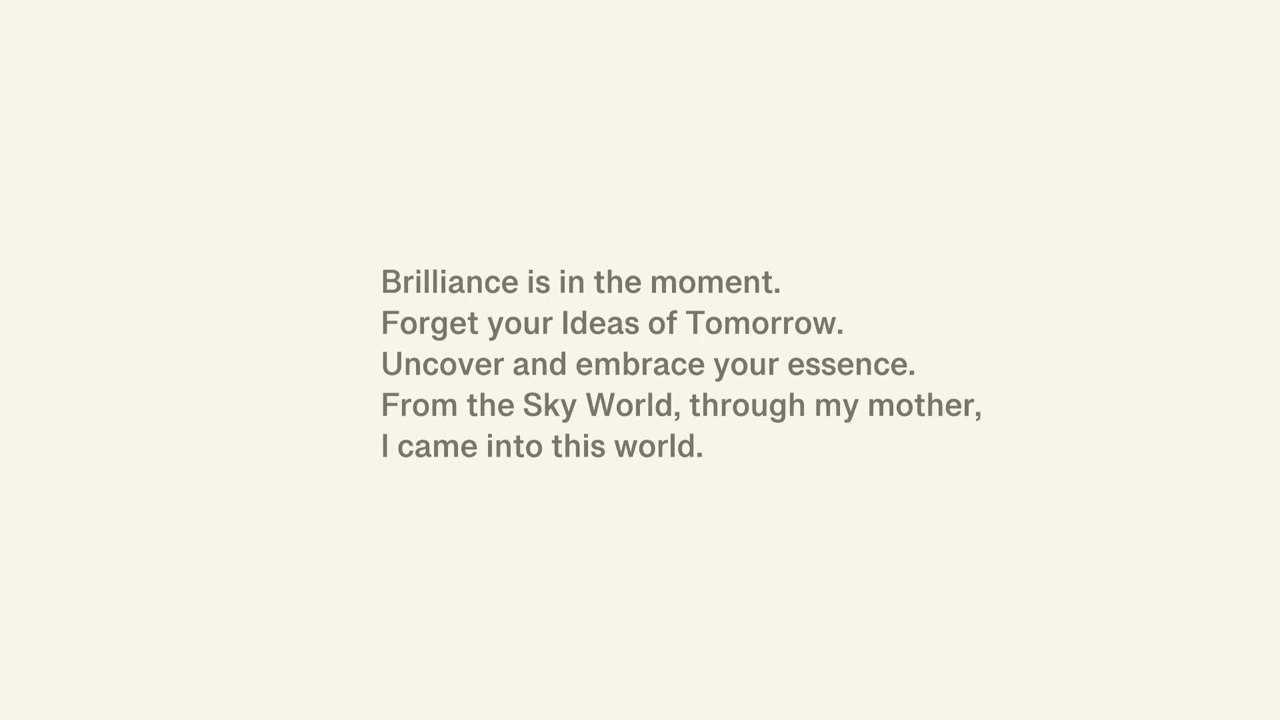 Brilliance is in the moment.
Forget your Ideas of Tomorrow.
Uncover and embrace your essence.
From the Sky World, through my mother,
I came into this world.